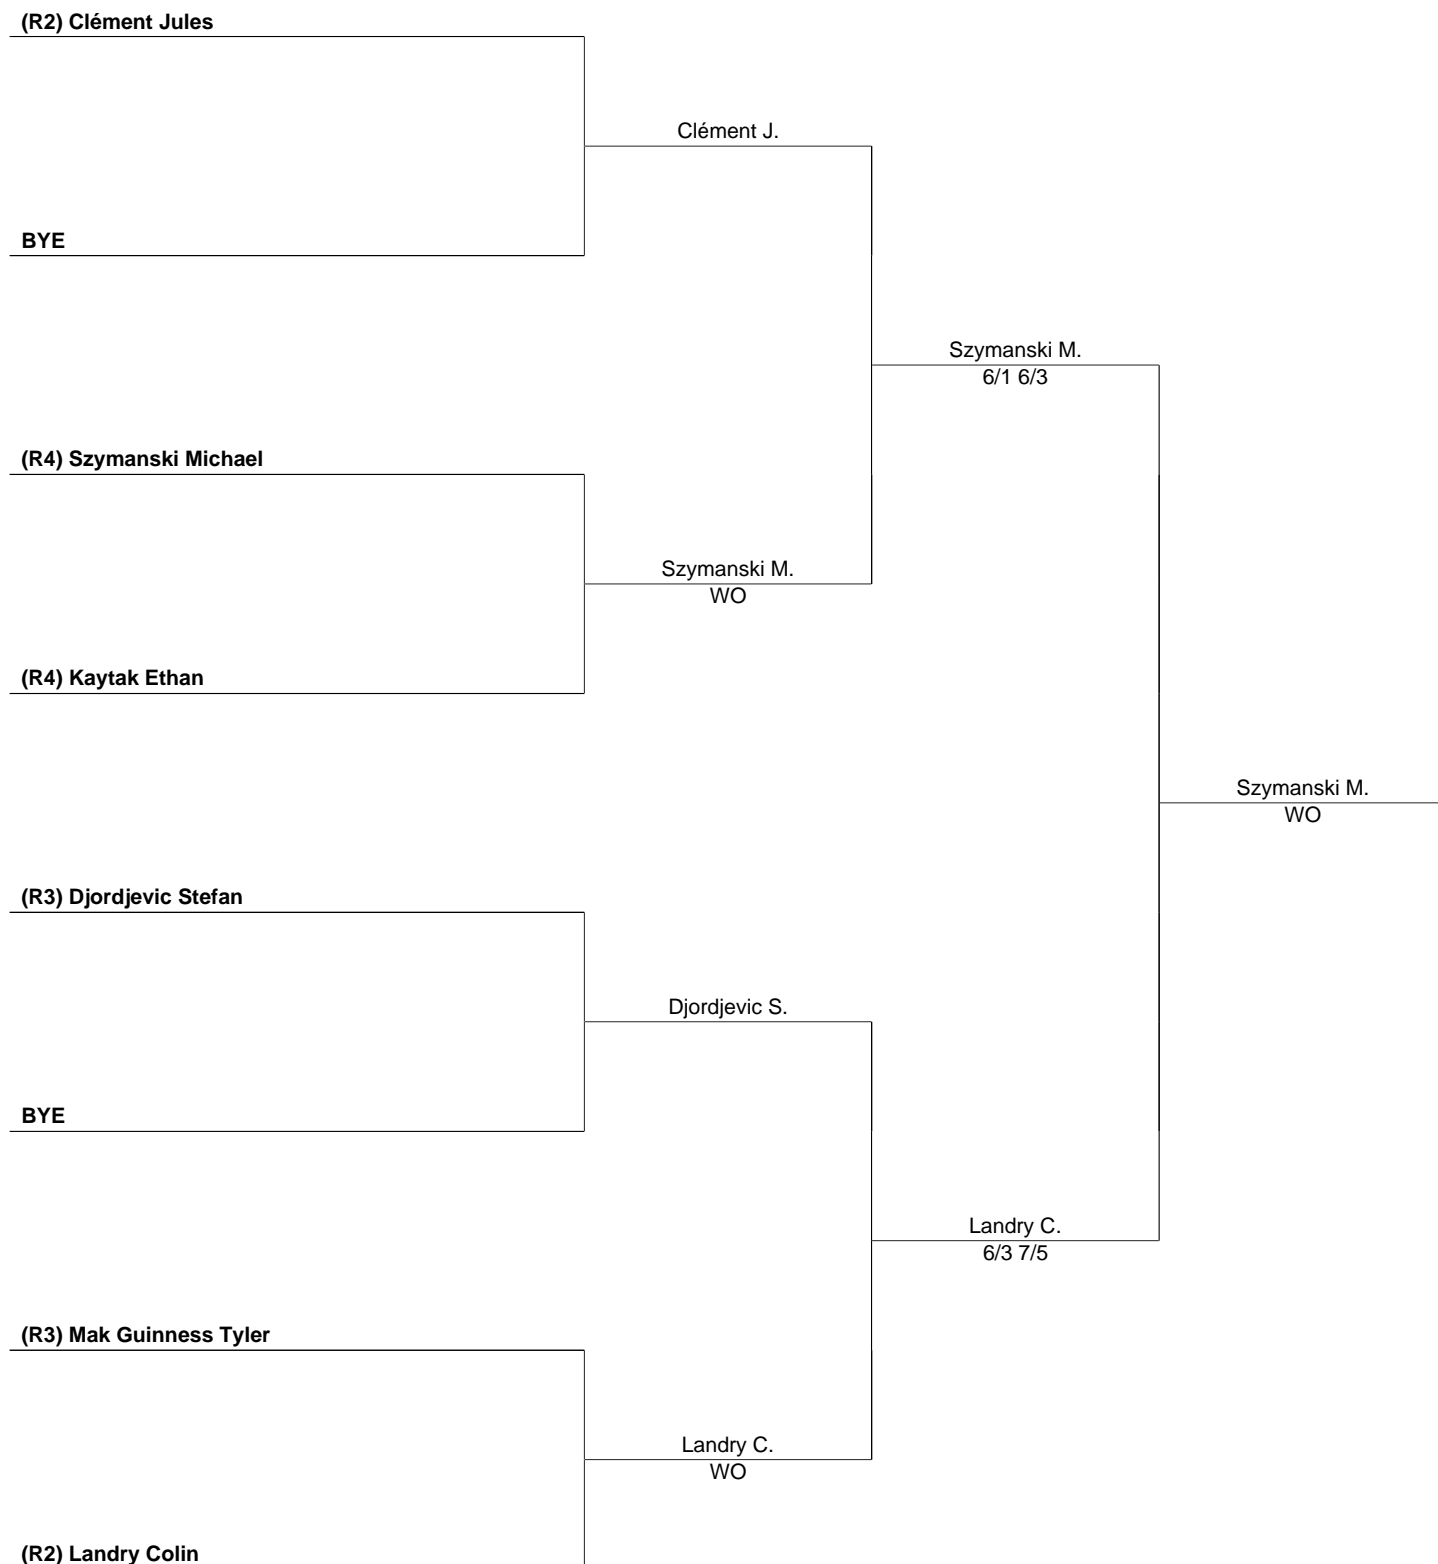 (R2) Clément Jules
Clément J.
BYE
Szymanski M.
6/1 6/3
(R4) Szymanski Michael
Szymanski M.
WO
(R4) Kaytak Ethan
Szymanski M.
WO
(R3) Djordjevic Stefan
Djordjevic S.
BYE
Landry C.
6/3 7/5
(R3) Mak Guinness Tyler
Landry C.
WO
(R2) Landry Colin